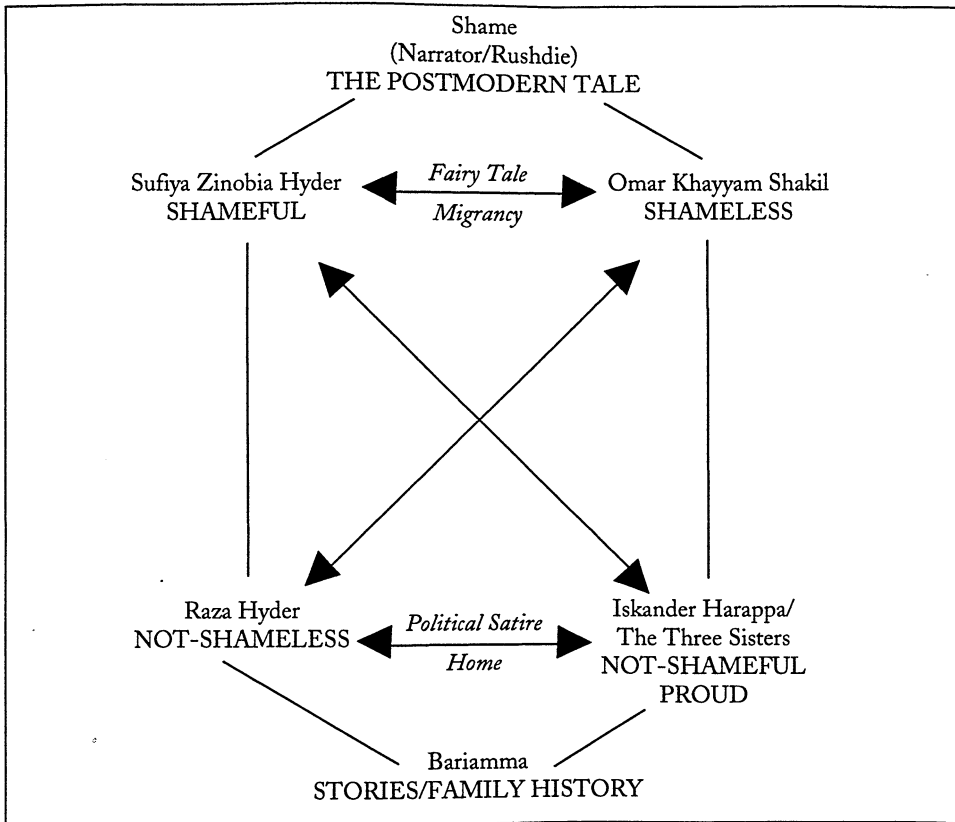 Shame
(Narrator/Rushdie)
THE POSTMODERN TALE
Sufiya Zinobia Hyder
SHAMEFUL
Fairy Tale
Migrancy
Omar Khayyam Shakil
SHAMELESS
Raza Hyder
NOT-SHAMELESS
Political Satire
Home
Iskander Harappa/
The Three Sisters
NOT-SHAMEFUL
PROUD
Bariamma
STORIES/FAMILY HISTORY